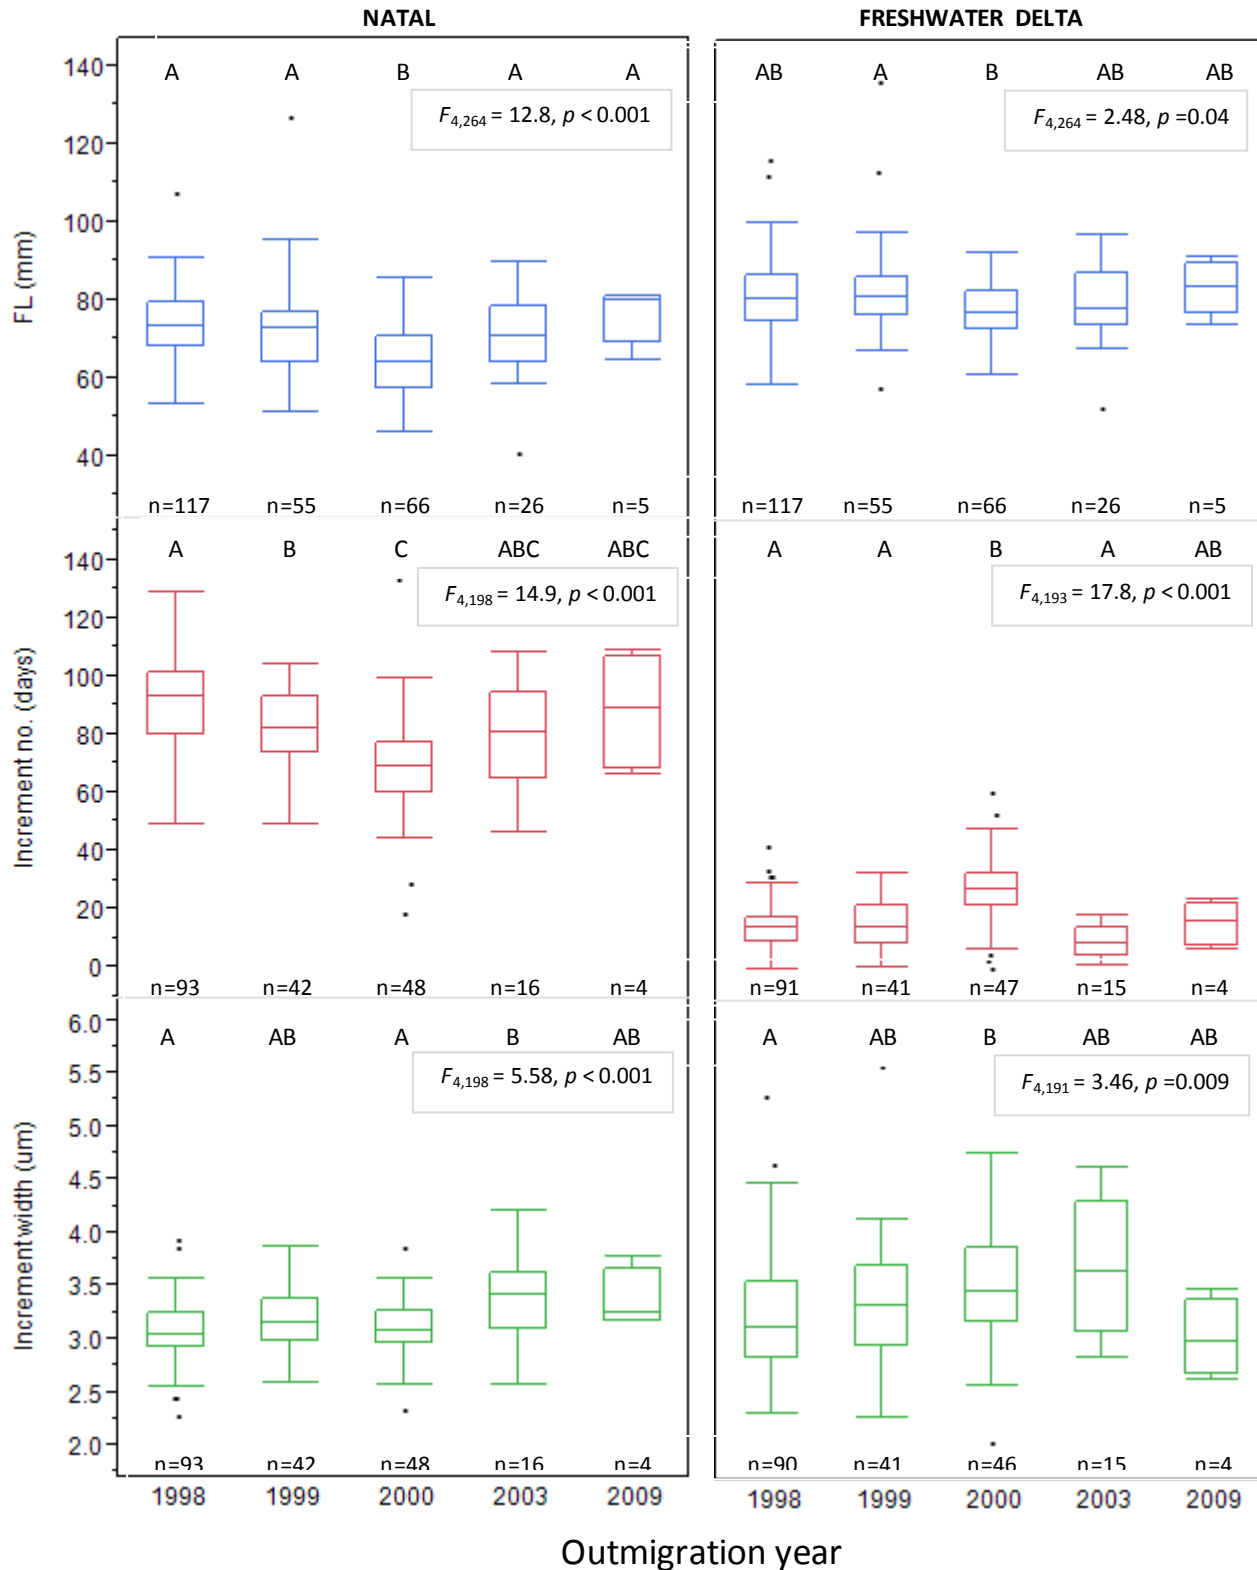 NATAL FRESHWATER DELTA
FL (mm)
140
120
100
80
60
40
A A B A A
F4,264 = 12.8, p < 0.001
n=117 n=55 n=66 n=26 n=5
AB A B AB AB
F4,264 = 2.48, p =0.04
n=117 n=55 n=66 n=26 n=5
Increment no. (days)
140
120
100
80
60
40
20
0
A B C ABC ABC
F4,198 = 14.9, p < 0.001
n=93 n=42 n=48 n=16 n=4
A A B A AB
F4,193 = 17.8, p < 0.001
n=91 n=41 n=47 n=15 n=4
Increment width (um)
6.0
5.5
5.0
4.5
4.0
3.5
3.0
2.5
2.0
A AB A B AB
F4,198 = 5.58, p < 0.001
n=93 n=42 n=48 n=16 n=4
A AB B AB AB
F4,191 = 3.46, p =0.009
n=90 n=41 n=46 n=15 n=4
1998 1999 2000 2003 2009 1998 1999 2000 2003 2009
Outmigration year